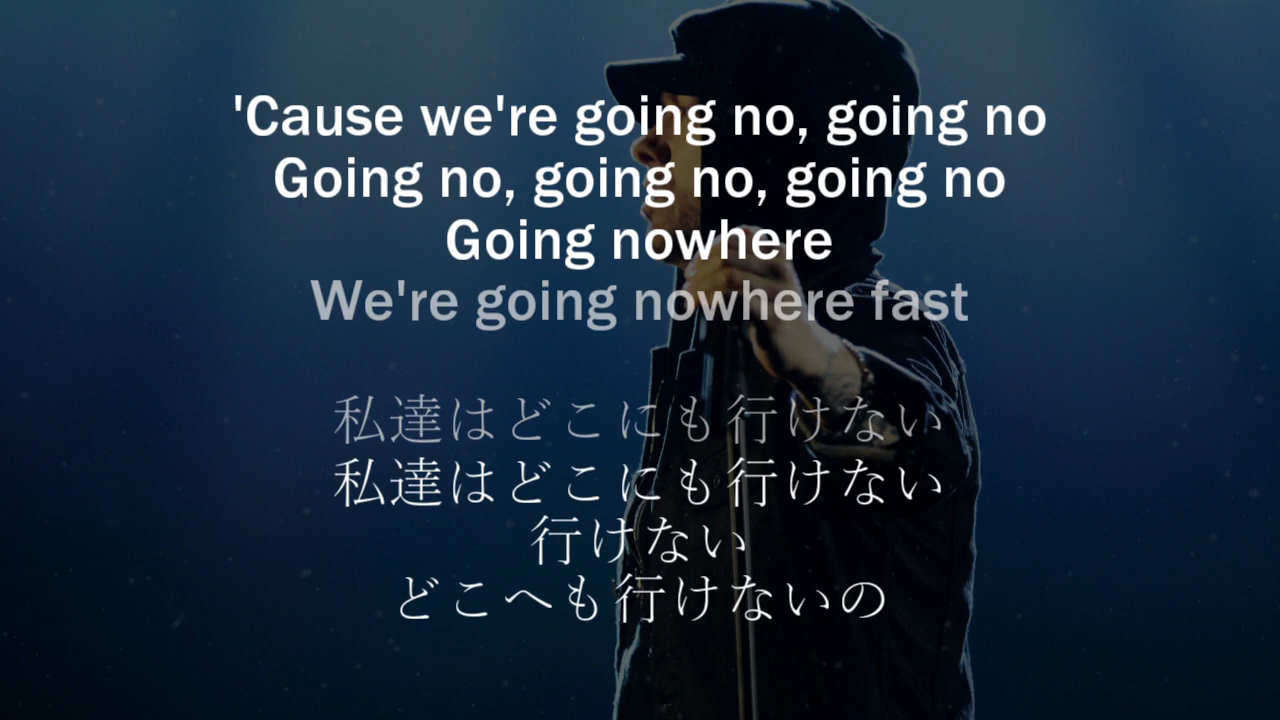 'Cause we're going no, going no
Going no, going no, going no
Going nowhere
We're going nowhere fast
私達はどこにも行けない
私達はどこにも行けない
行けない
どこへも行けないの